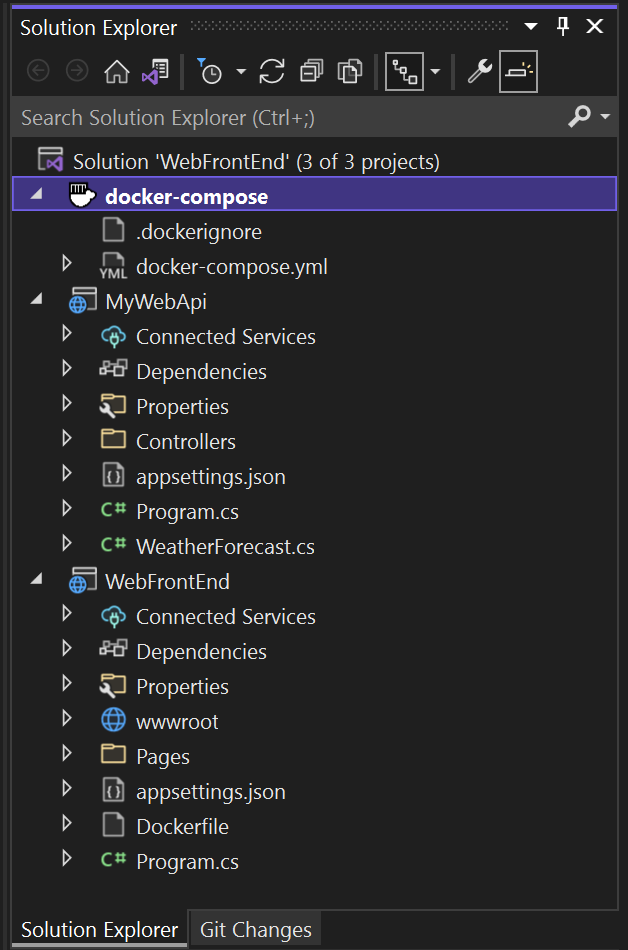 Solution Explorer
Search Solution Explorer (Ctrl+;)
Solution 'WebFrontEnd' (3 of 3 projects)
docker-compose
.dockerignore
YML docker-compose.yml
MyWebApi
Connected Services
Dependencies
Properties
Controllers
appsettings.json
C# Program.cs
C# WeatherForecast.cs
WebFrontEnd
Connected Services
Dependencies
Properties
wwwroot
Pages
appsettings.json
Dockerfile
C# Program.cs
Solution Explorer Git Changes